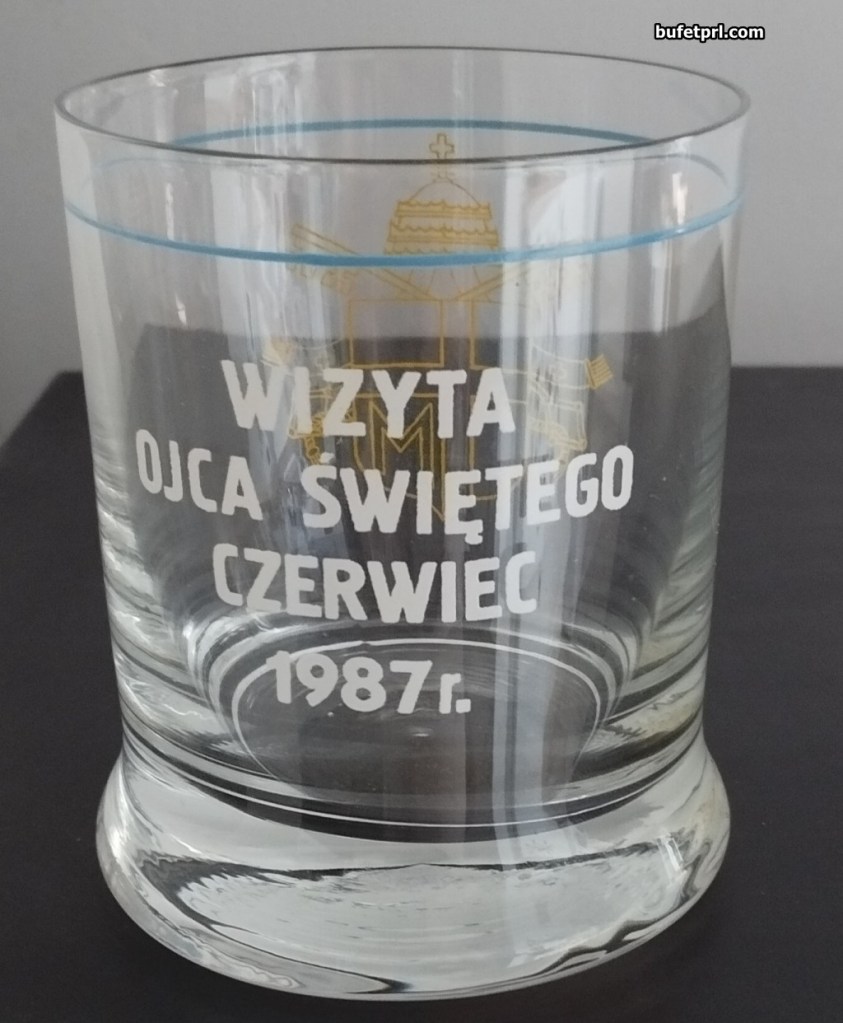 bufetprl.com
WIZYTA
OJCA ŚWIĘTEGO
CZERWIEC
1987r.
M